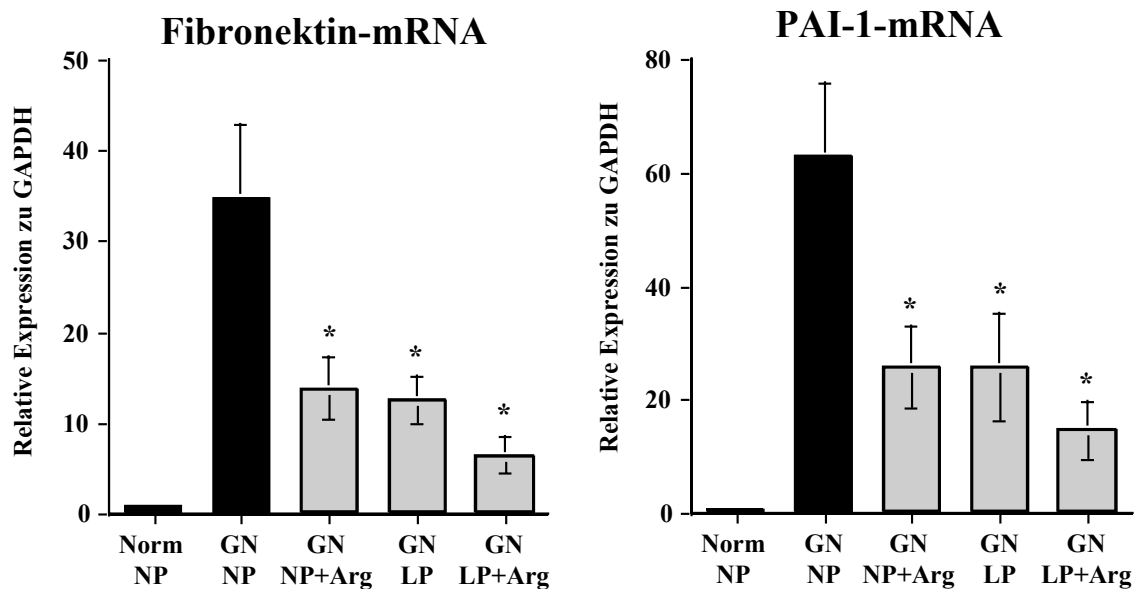 Fibronektin-mRNA
Relative Expression zu GAPDH
50
40
30
20
10
0
*
*
*
Norm GN GN GN GN
NP NP NP+Arg LP LP+Arg
PAI-1-mRNA
Relative Expression zu GAPDH
80
60
40
20
0
*
*
*
Norm GN GN GN GN
NP NP NP+Arg LP LP+Arg